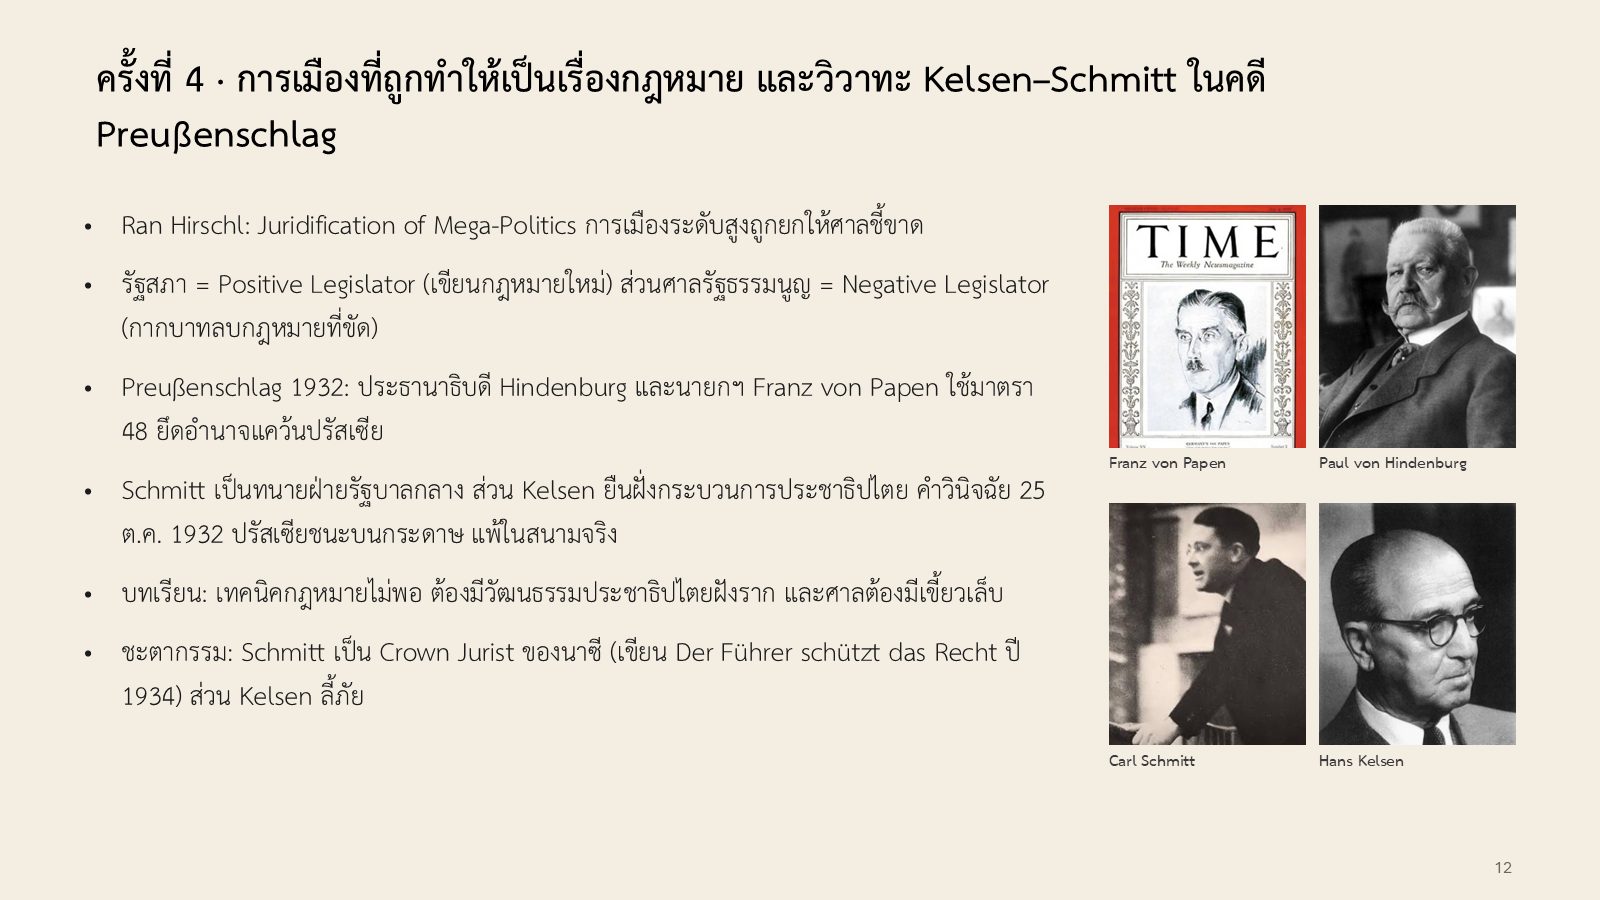 ครั้งที่ 4 · การเมืองที่ถูกทำให้เป็นเรื่องกฎหมาย และวิวาทะ Kelsen–Schmitt ในคดี
Preußenschlag
• Ran Hirschl: Juridification of Mega-Politics การเมืองระดับสูงถูกยกให้ศาลชี้ขาด
• รัฐสภา = Positive Legislator (เขียนกฎหมายใหม่) ส่วนศาลรัฐธรรมนูญ = Negative Legislator
(กากบาทลบกฎหมายที่ขัด)
• Preußenschlag 1932: ประธานาธิบดี Hindenburg และนายกฯ Franz von Papen ใช้มาตรา
48 ยึดอำนาจแคว้นปรัสเซีย
• Schmitt เป็นทนายฝ่ายรัฐบาลกลาง ส่วน Kelsen ยืนฝั่งกระบวนการประชาธิปไตย คำวินิจฉัย 25
ต.ค. 1932 ปรัสเซียชนะบนกระดาษ แพ้ในสนามจริง
• บทเรียน: เทคนิคกฎหมายไม่พอ ต้องมีวัฒนธรรมประชาธิปไตยฝังราก และศาลต้องมีเขี้ยวเล็บ
• ชะตากรรม: Schmitt เป็น Crown Jurist ของนาซี (เขียน Der Führer schützt das Recht ปี
1934) ส่วน Kelsen ลี้ภัย
TIME
The Weekly Newsmagazine
Franz von Papen
Paul von Hindenburg
Carl Schmitt
Hans Kelsen
12